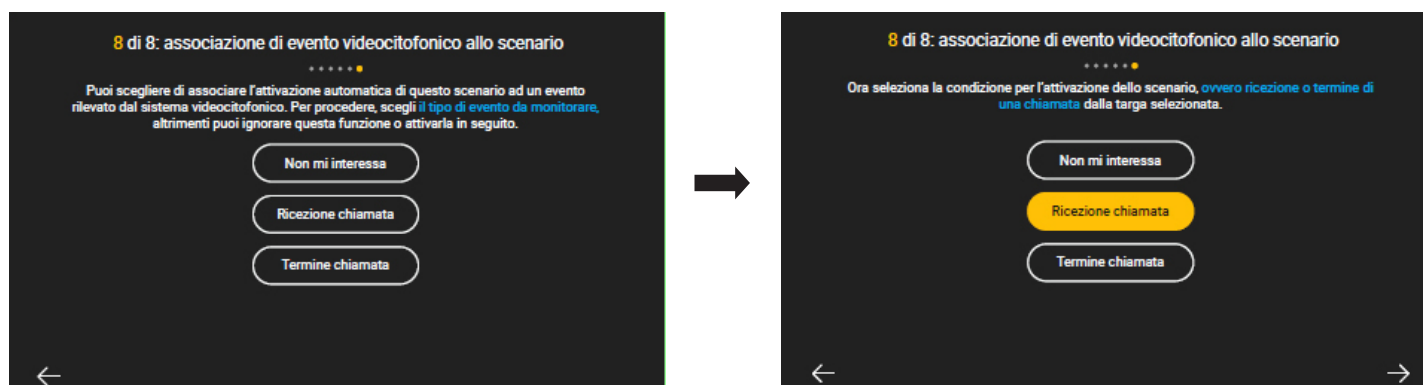 8 di 8: associazione di evento videocitofonico allo scenario
Puoi scegliere di associare l'attivazione automatica di questo scenario ad un evento
rilevato dal sistema videocitofonico. Per procedere, scegli il tipo di evento da monitorare,
altrimenti puoi ignorare questa funzione o attivarla in seguito.
Non mi interessa
Ricezione chiamata
Termine chiamata
8 di 8: associazione di evento videocitofonico allo scenario
Ora seleziona la condizione per l'attivazione dello scenario, ovvero ricezione o termine di
una chiamata dalla targa selezionata.
Non mi interessa
Ricezione chiamata
Termine chiamata